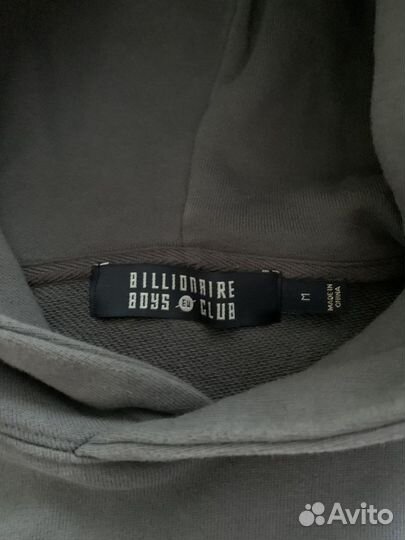 BILLIONAIRE
BOYS CLUB
M
MADE IN
CHINA
Avito